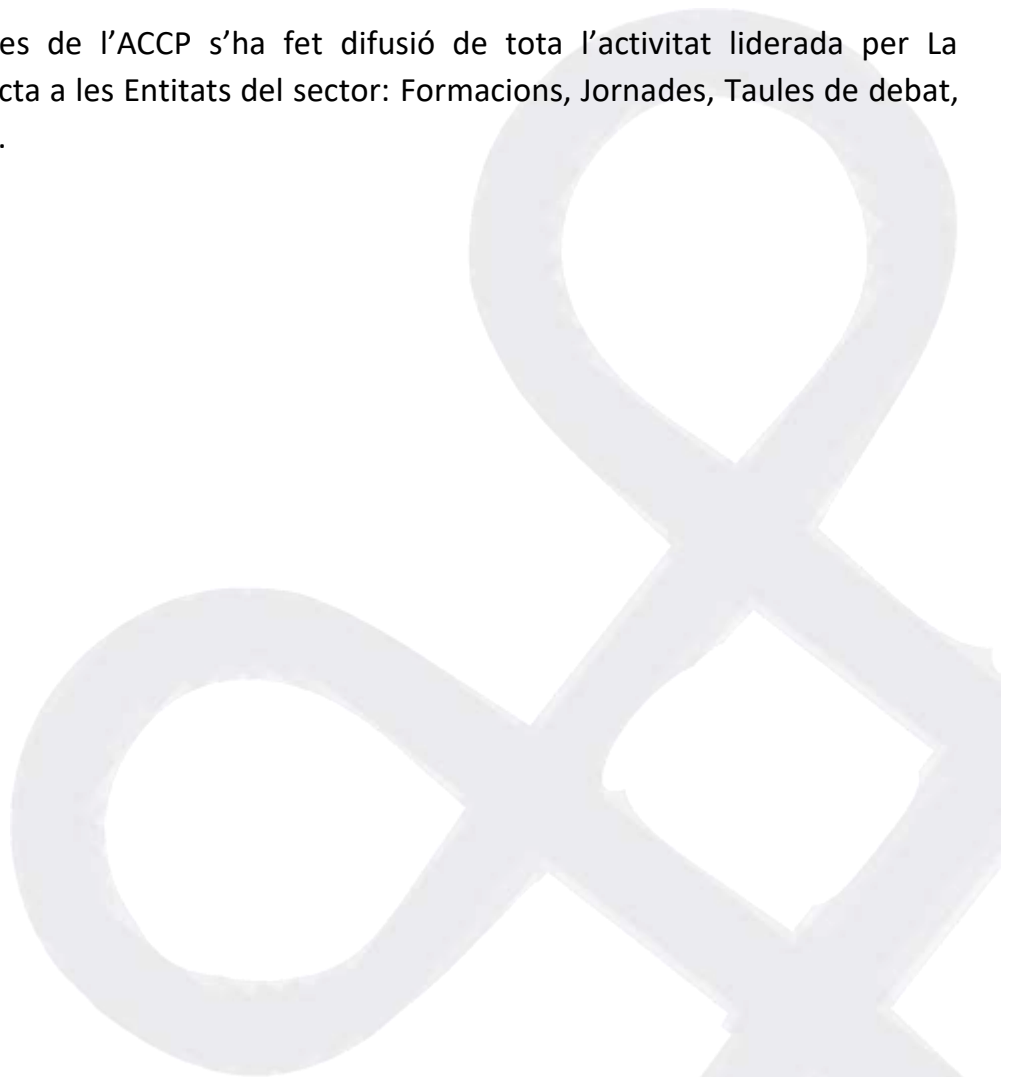 es de l’ACCP s’ha fet difusió de tota l’activitat liderada per La
cta a les Entitats del sector: Formacions, Jornades, Taules de debat,
.